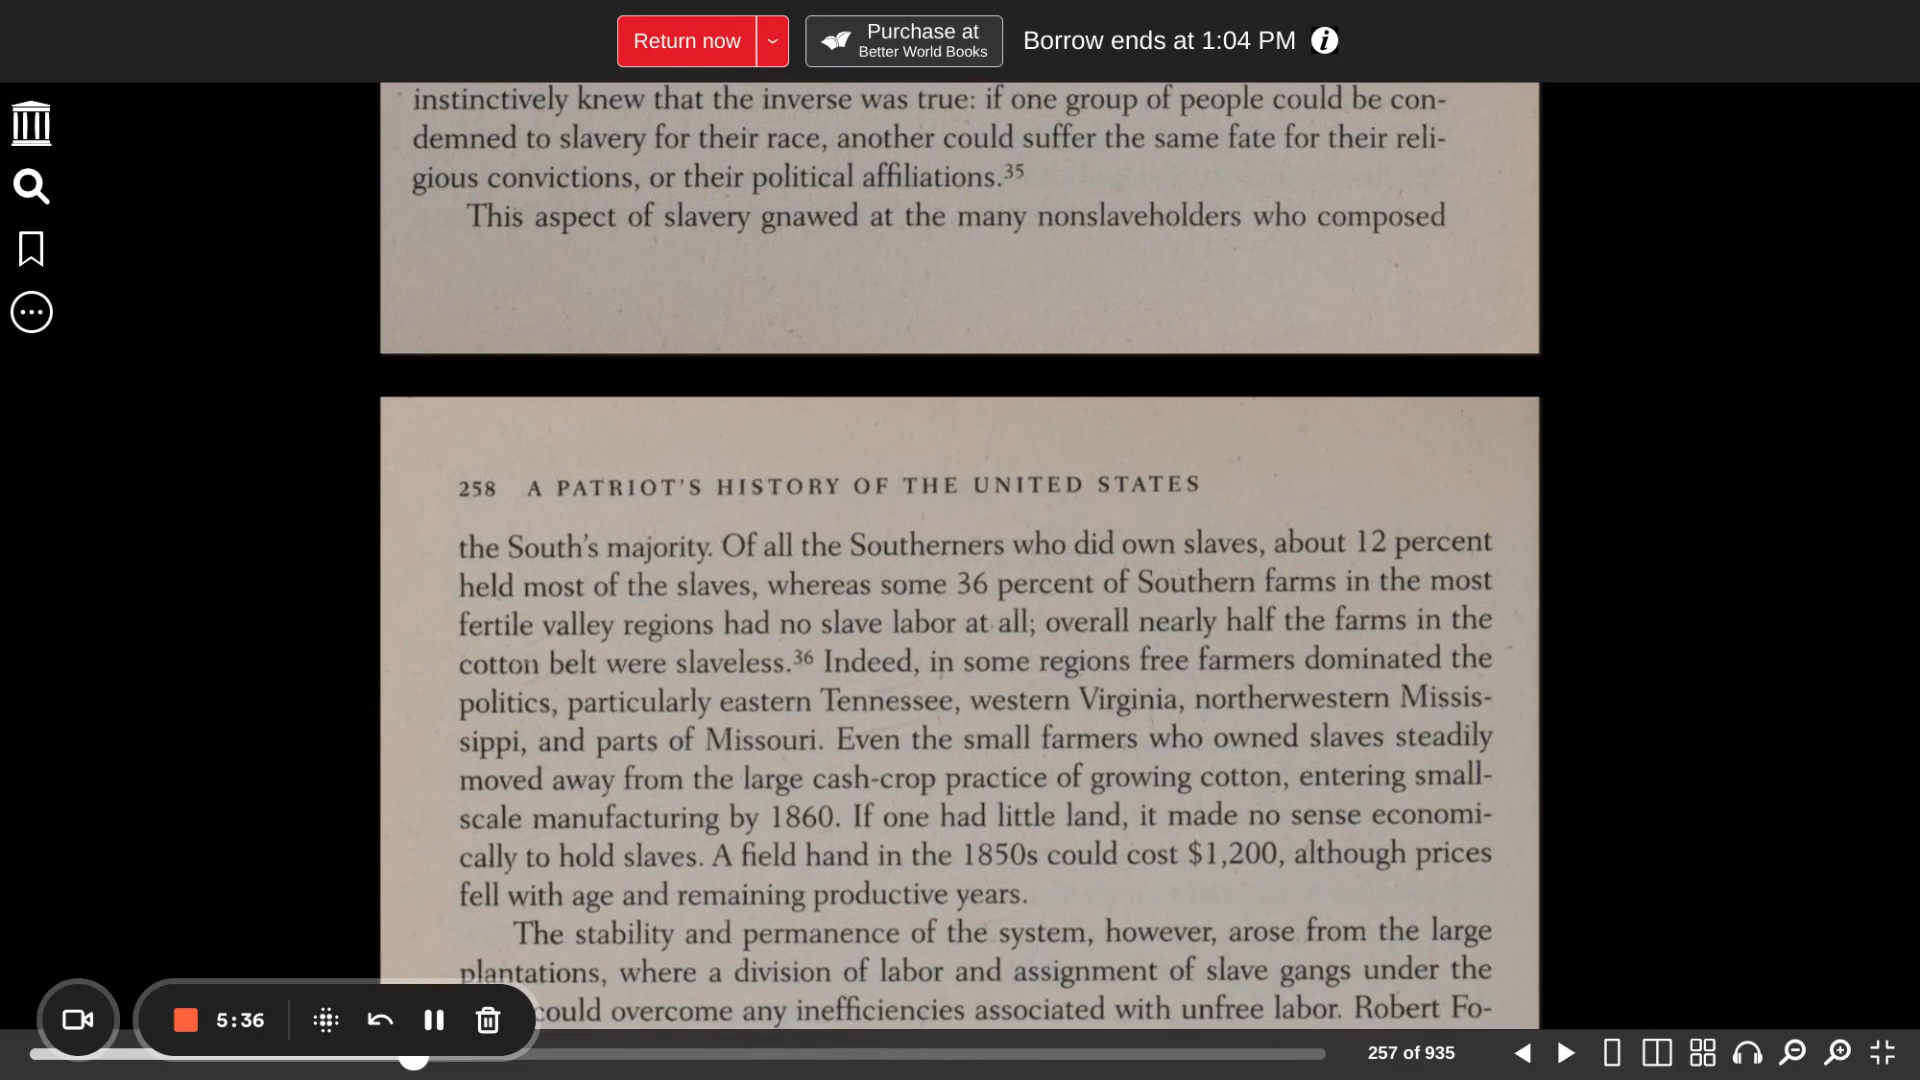 Return now
Purchase at
Better World Books
Borrow ends at 1:04 PM
instinctively knew that the inverse was true: if one group of people could be con-
demned to slavery for their race, another could suffer the same fate for their reli-
gious convictions, or their political affiliations.35
This aspect of slavery gnawed at the many nonslaveholders who composed
258 A PATRIOT'S HISTORY OF THE UNITED STATES
the South's majority. Of all the Southerners who did own slaves, about 12 percent
held most of the slaves, whereas some 36 percent of Southern farms in the most
fertile valley regions had no slave labor at all; overall nearly half the farms in the
cotton belt were slaveless.36 Indeed, in some regions free farmers dominated the
politics, particularly eastern Tennessee, western Virginia, northerwestern Missis-
sippi, and parts of Missouri. Even the small farmers who owned slaves steadily
moved away from the large cash-crop practice of growing cotton, entering small-
scale manufacturing by 1860. If one had little land, it made no sense economi-
cally to hold slaves. A field hand in the 1850s could cost $1,200, although prices
fell with age and remaining productive years.
The stability and permanence of the system, however, arose from the large
plantations, where a division of labor and assignment of slave gangs under the
could overcome any inefficiencies associated with unfree labor. Robert Fo-
5:36
257 of 935